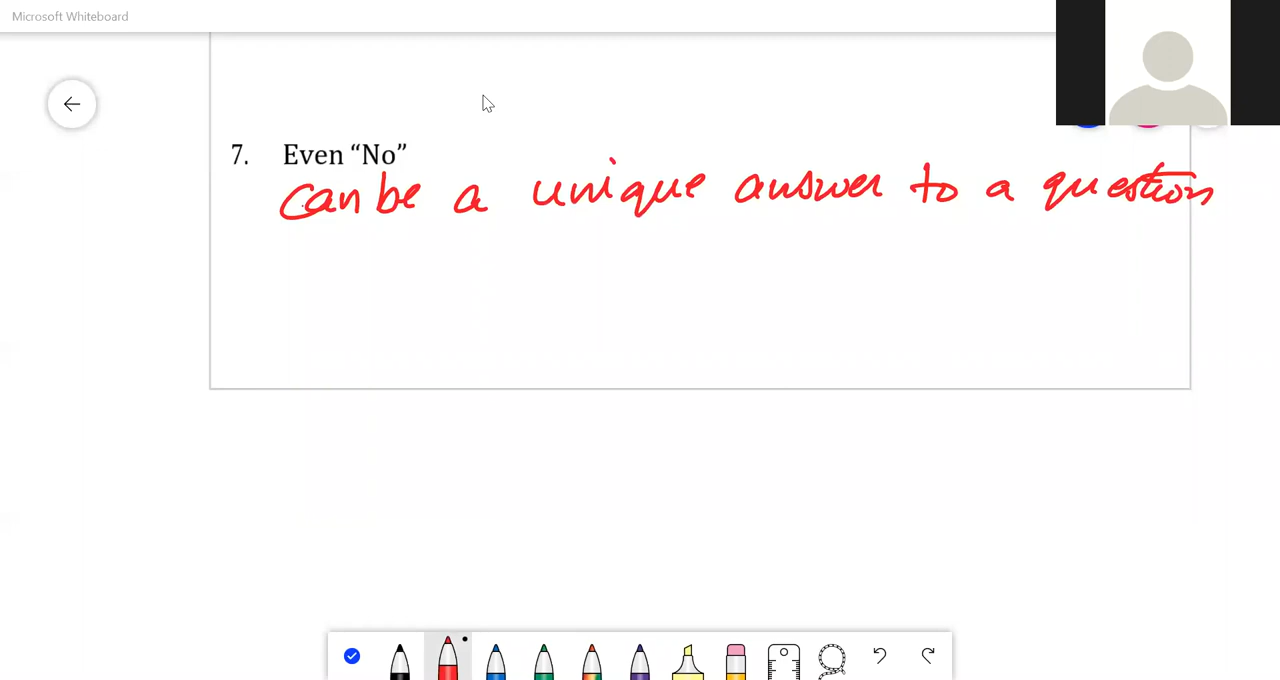 Microsoft Whiteboard
7. Even “No”
can be a unique answer to a question